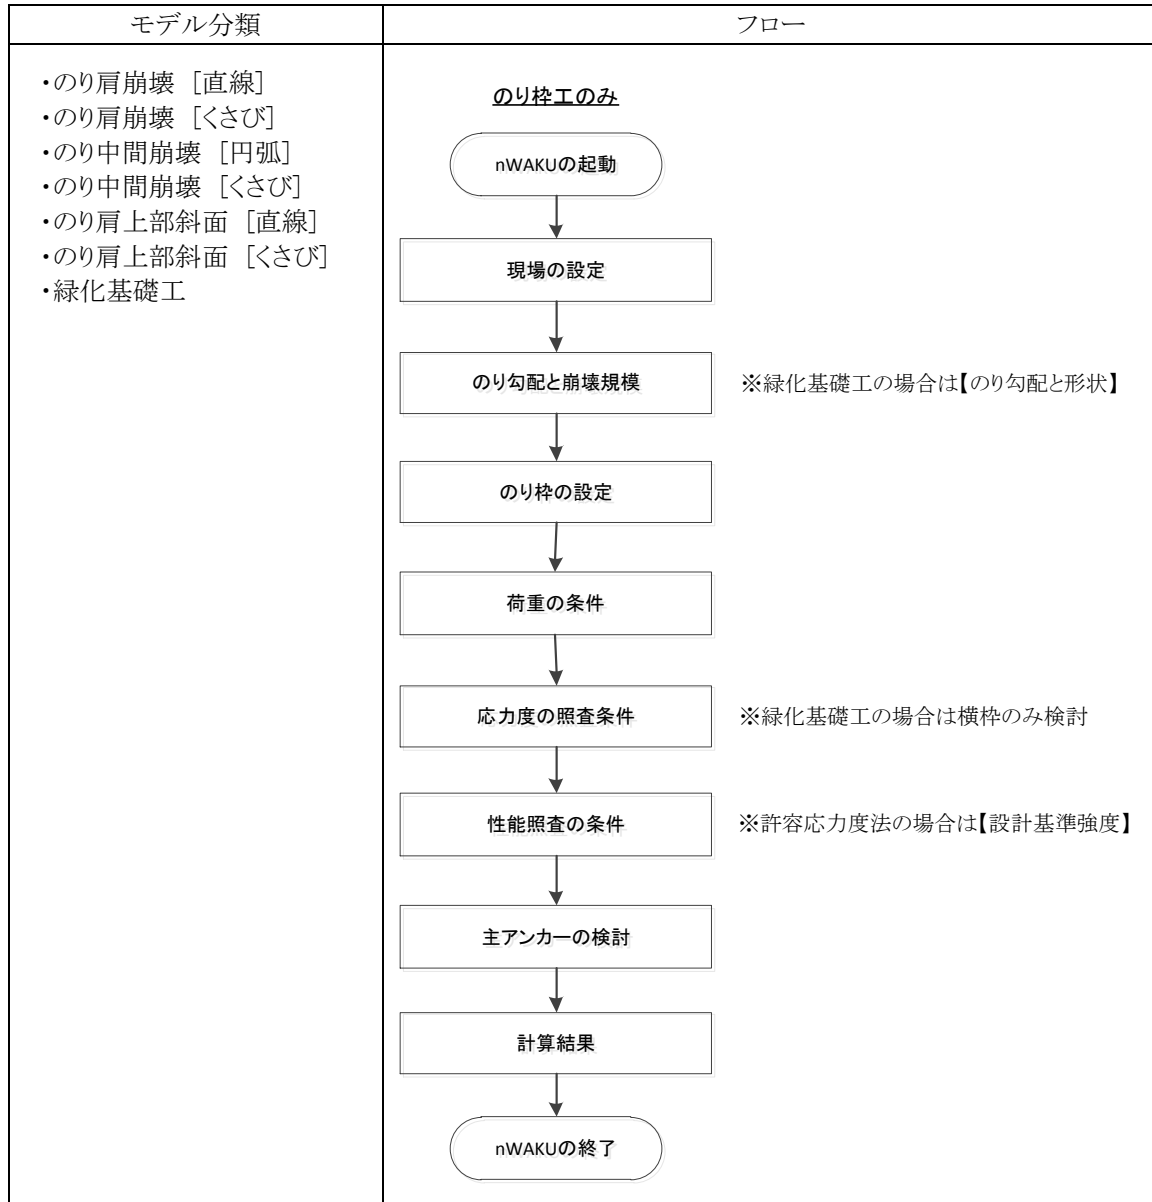 モデル分類
フロー
・のり肩崩壊 [直線]
・のり肩崩壊 [くさび]
・のり中間崩壊 [円弧]
・のり中間崩壊 [くさび]
・のり肩上部斜面 [直線]
・のり肩上部斜面 [くさび]
・緑化基礎工
のり枠工のみ
nWAKUの起動
現場の設定
のり勾配と崩壊規模
※緑化基礎工の場合は【のり勾配と形状】
のり枠の設定
荷重の条件
応力度の照査条件
※緑化基礎工の場合は横枠のみ検討
性能照査の条件
※許容応力度法の場合は【設計基準強度】
主アンカーの検討
計算結果
nWAKUの終了